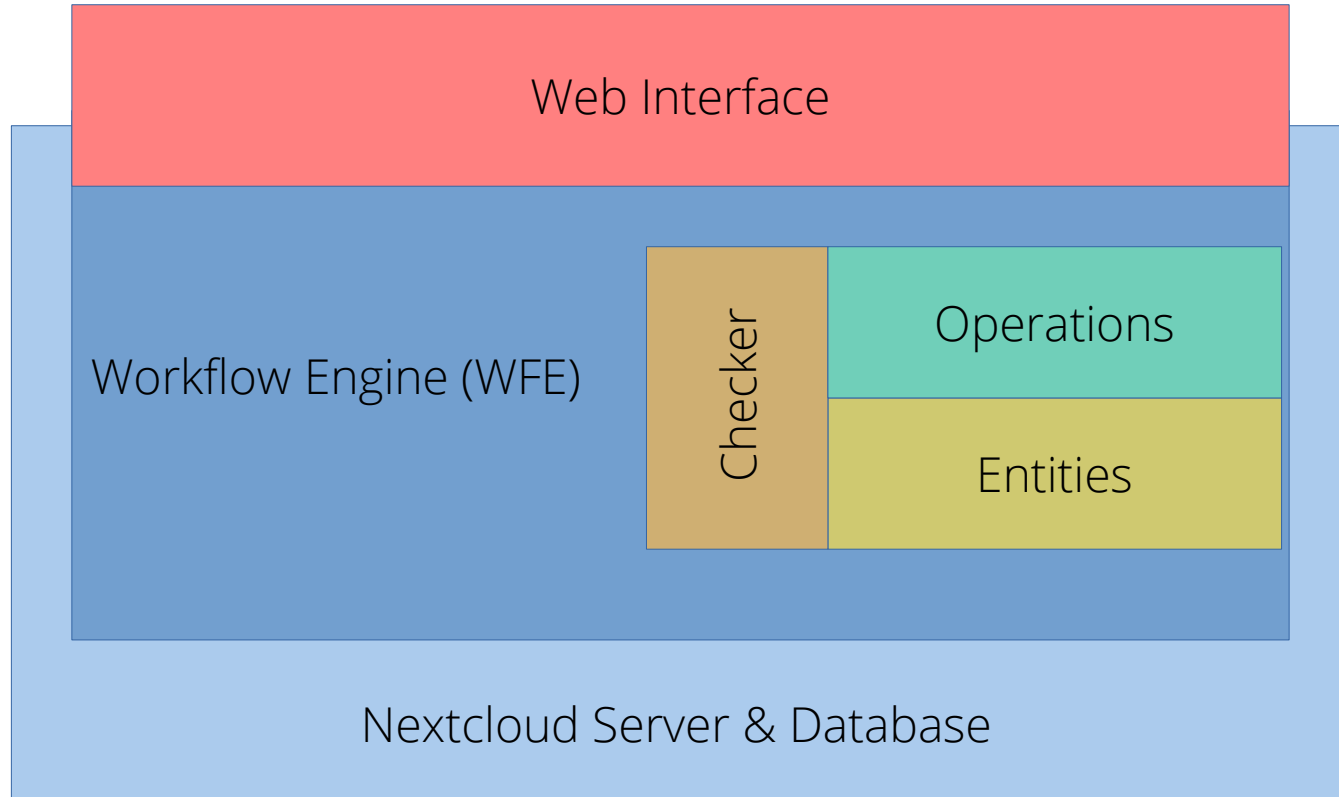 Web Interface
Workflow Engine (WFE)
Checker
Operations
Entities
Nextcloud Server & Database